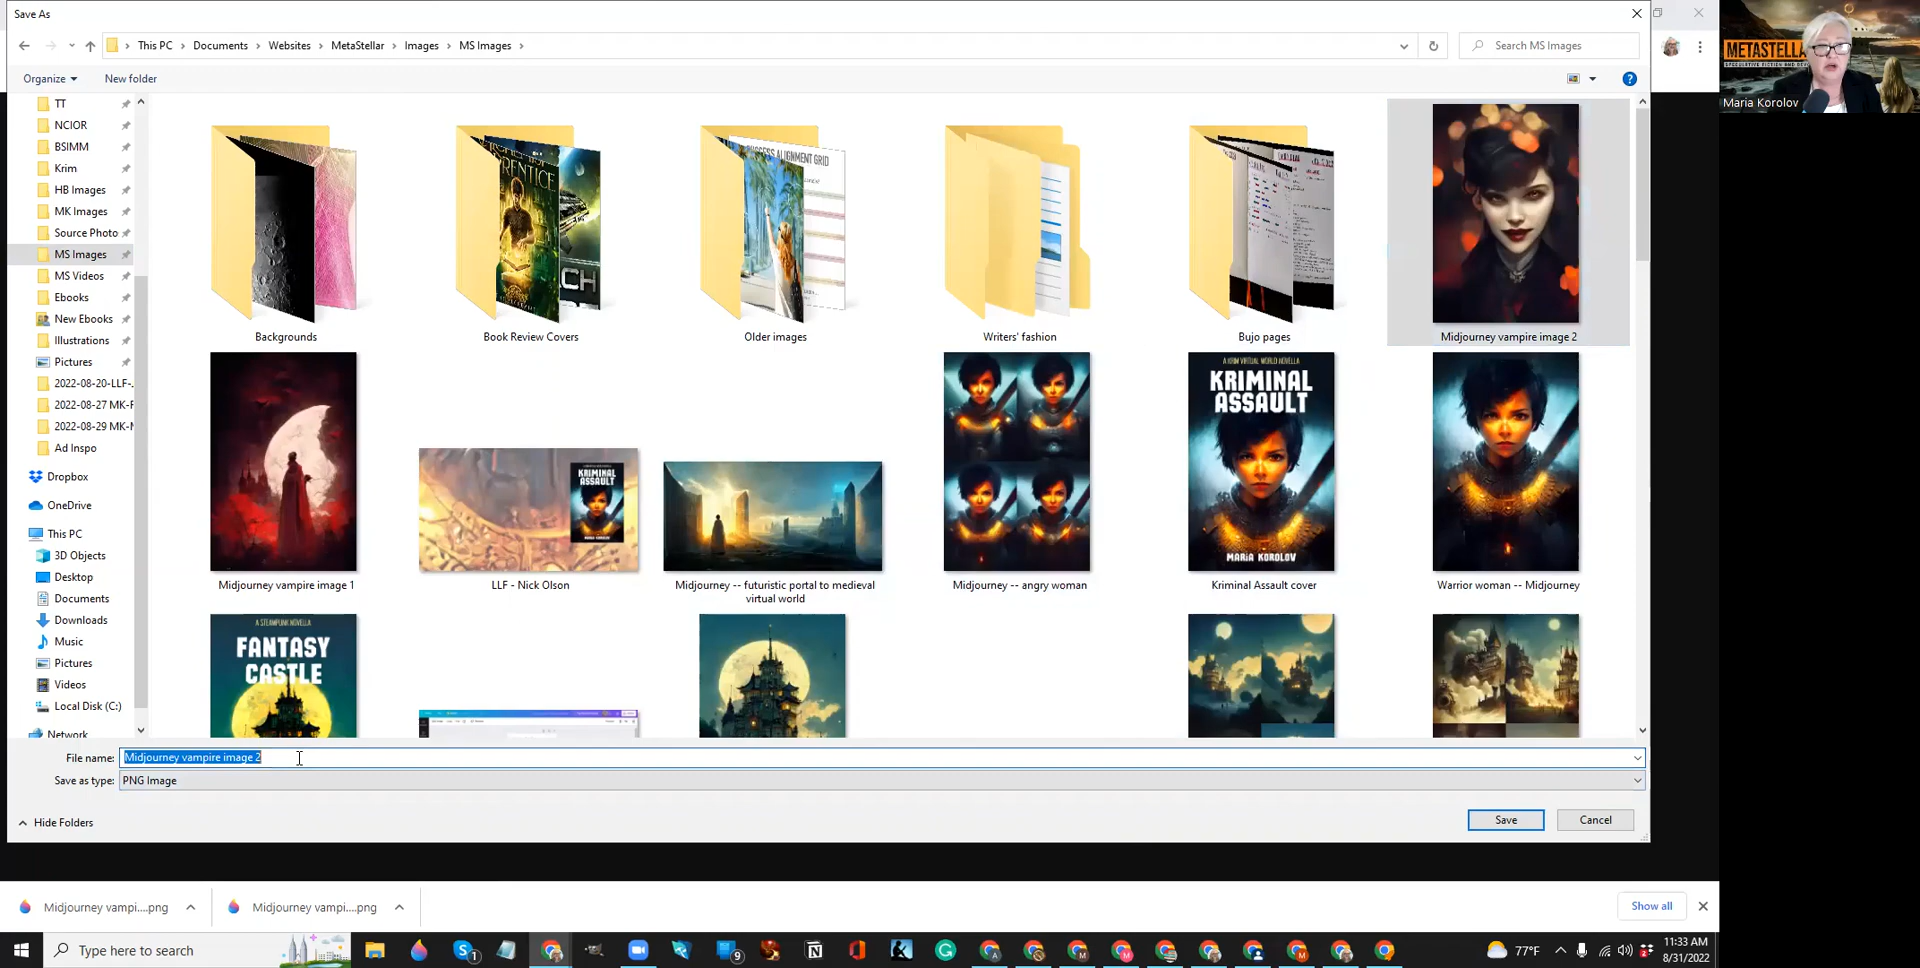 Save As
This PC
Documents
Websites
MetaStellar
Images
MS Images
Search MS Images
Organize
New folder
METASTELLA
Maria Korolov
TT
NCIOR
BSIMM
Krim
HB Images
MK Images
Source Photo
MS Images
MS Videos
Ebooks
New Ebooks
Illustrations
Pictures
2022-08-20-LLF-.
2022-08-27 MK-F
2022-08-29 MK-M
Ad Inspo
Dropbox
OneDrive
This PC
3D Objects
Desktop
Documents
Downloads
Music
Pictures
Videos
Local Disk (C:)
Network
Backgrounds
Book Review Covers
Older images
Writers' fashion
Bujo pages
Midjourney vampire image 2
A KRIM VIRTUAL WORLD NOVELLA
KRIMINAL
ASSAULT
MARIA KOROLOV
KRIMINAL
ASSAULT
Midjourney vampire image 1
LLF - Nick Olson
Midjourney -- futuristic portal to medieval
virtual world
Midjourney -- angry woman
Kriminal Assault cover
Warrior woman -- Midjourney
A STEAMPUNK NOVELLA
FANTASY
CASTLE
File name:
Midjourney vampire image 2
Save as type:
PNG Image
Hide Folders
Save
Cancel
Midjourney vampi....png
Midjourney vampi....png
Show all
Type here to search
77°F
11:33 AM
8/31/2022